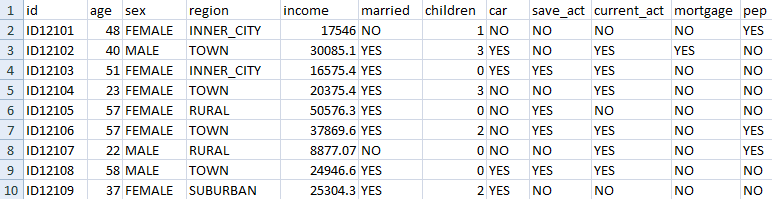 1 id age sex region income married children car save_act current_act mortgage pep
2 ID12101 48 FEMALE INNER_CITY 17546 NO 1 NO NO NO NO YES
3 ID12102 40 MALE TOWN 30085.1 YES 3 YES NO YES YES NO
4 ID12103 51 FEMALE INNER_CITY 16575.4 YES 0 YES YES YES NO NO
5 ID12104 23 FEMALE TOWN 20375.4 YES 3 NO NO YES NO NO
6 ID12105 57 FEMALE RURAL 50576.3 YES 0 NO YES NO NO NO
7 ID12106 57 FEMALE TOWN 37869.6 YES 2 NO YES YES NO YES
8 ID12107 22 MALE RURAL 8877.07 NO 0 NO NO YES NO YES
9 ID12108 58 MALE TOWN 24946.6 YES 0 YES YES YES NO NO
10 ID12109 37 FEMALE SUBURBAN 25304.3 YES 2 YES NO NO NO NO